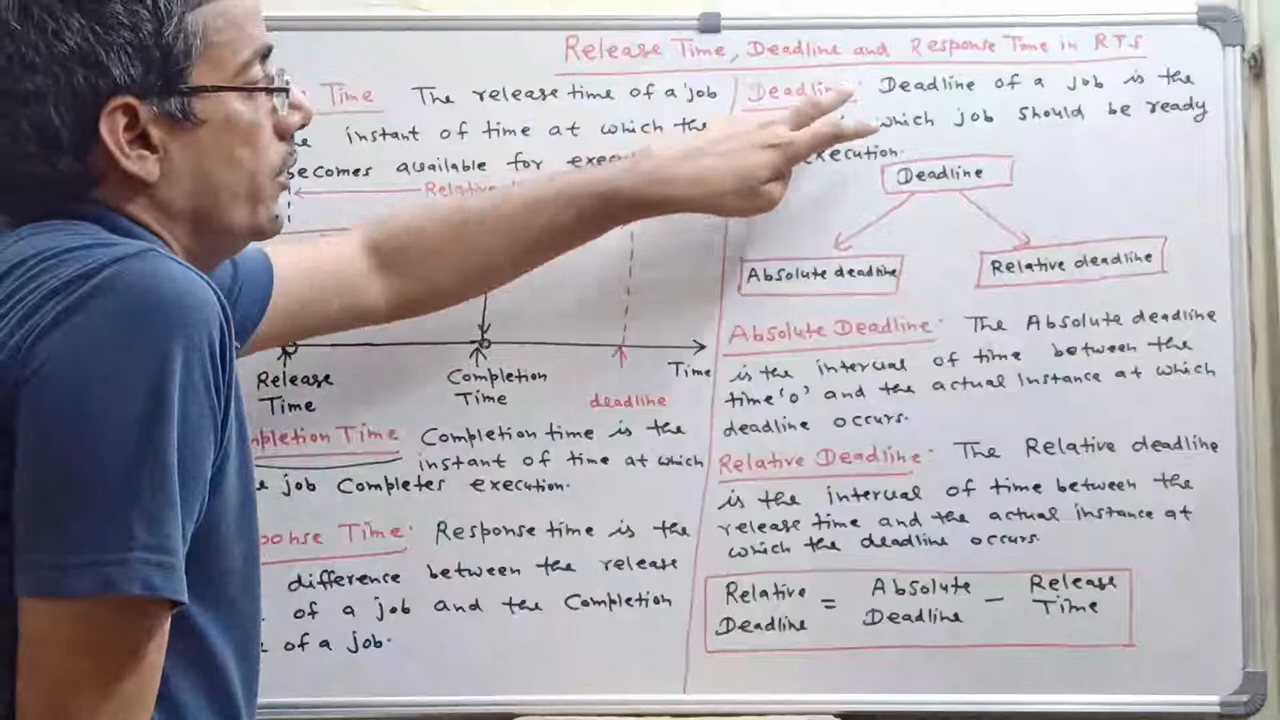 Release Time, Deadline and Response Time in RTS
Time The release time of a job
instant of time at which the
becomes available for
Relative
Release
Time
Completion
Time
deadline
Time
Completion Time Completion time is the
instant of time at which
job Completes execution.
Response Time: Response time is the
difference between the release
of a job and the Completion
of a job.
Deadline: Deadline of a job is the
which job should be ready
execution.
Deadline
Absolute deadline
Relative deadline
Absolute Deadline: The Absolute deadline
is the interval of time between the
time '0' and the actual instance at which
deadline occurs.
Relative Deadline: The Relative deadline
is the interval of time between the
release time and the actual instance at
which the deadline occurs.
Relative Deadline = Absolute Deadline - Release Time